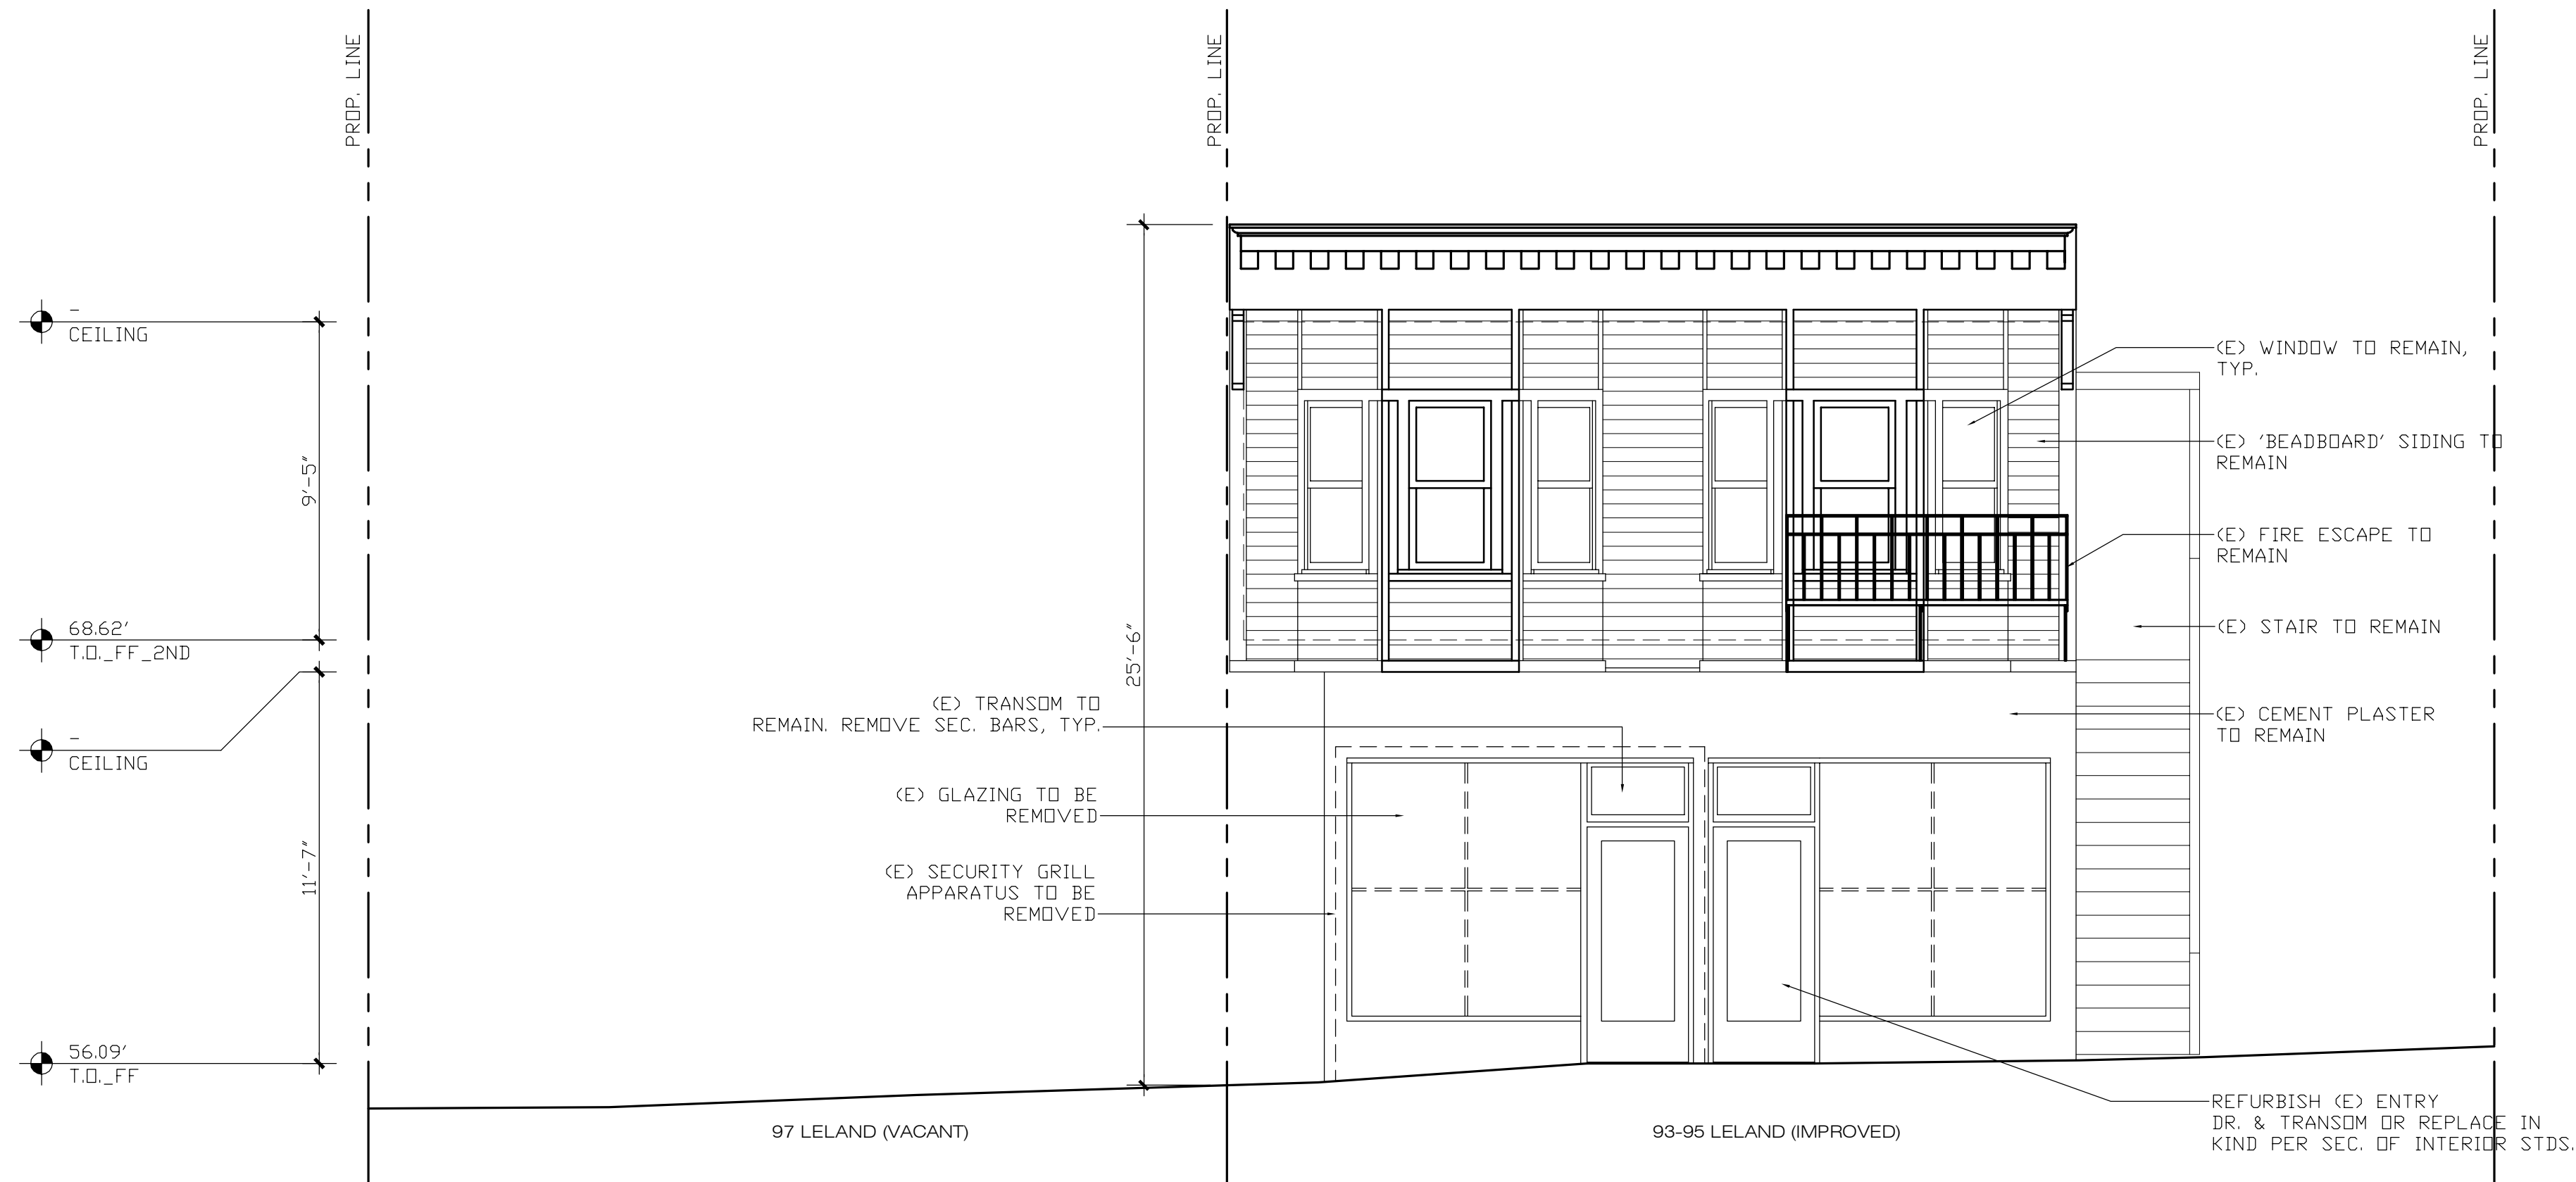 PROP. LINE
PROP. LINE
PROP. LINE
-
CEILING
9'-5"
68.62'
T.O._FF_2ND
-
CEILING
11'-7"
56.09'
T.O._FF
25'-6"
(E) TRANSOM TO
REMAIN. REMOVE SEC. BARS, TYP.
(E) GLAZING TO BE
REMOVED
(E) SECURITY GRILL
APPARATUS TO BE
REMOVED
(E) WINDOW TO REMAIN,
TYP.
(E) 'BEADBOARD' SIDING TO
REMAIN
(E) FIRE ESCAPE TO
REMAIN
(E) STAIR TO REMAIN
(E) CEMENT PLASTER
TO REMAIN
REFURBISH (E) ENTRY
DR. & TRANSOM OR REPLACE IN
KIND PER SEC. OF INTERIOR STDS.
97 LELAND (VACANT)
93-95 LELAND (IMPROVED)